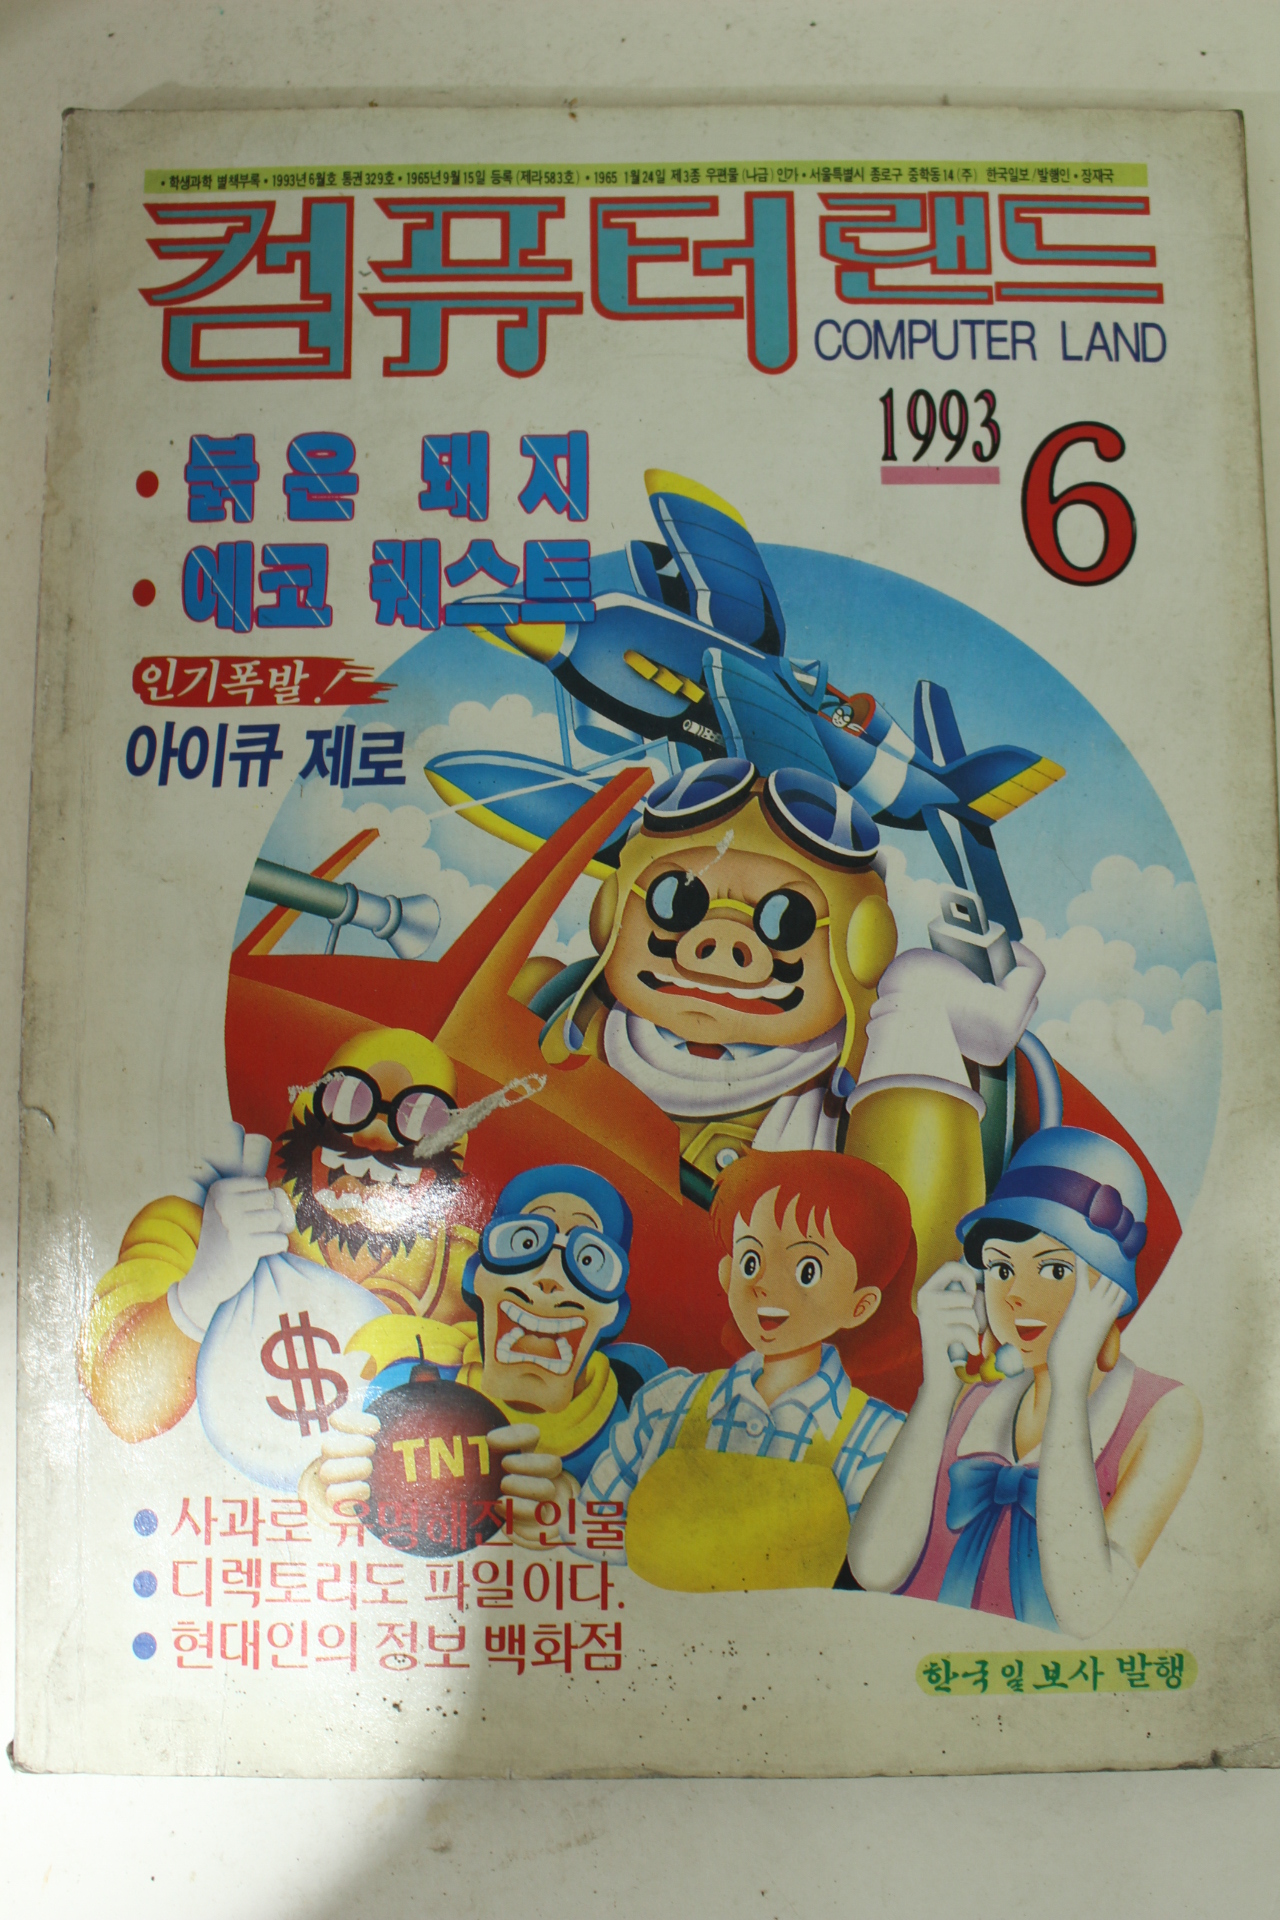 • 학생과학 별책부록 • 1993년 6월호 통권 329호 • 1965년 9월 15일 등록 (제라 583호) • 1965 1월 24일 제3종 우편물 (나급) 인가 • 서울특별시 종로구 중학동 14 (주) 한국일보/발행인 • 장재국
컴퓨터 랜드
COMPUTER LAND
1993 6
• 붉은 돼지
• 에코 퀘스트
인기폭발!
아이큐 제로
$
TNT
• 사과로 유명해진 인물
• 디렉토리도 파일이다.
• 현대인의 정보 백화점
한국일보사 발행